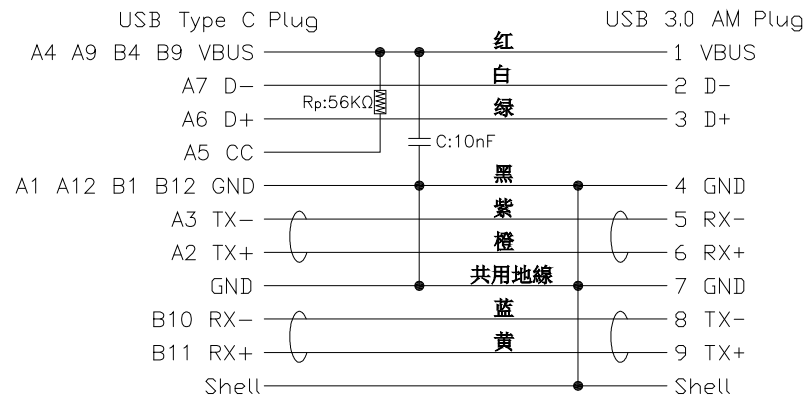 USB Type C Plug USB 3.0 AM Plug
A4 A9 B4 B9 VBUS 红 1 VBUS
A7 D- 白 2 D-
Rp:56KΩ
A6 D+ 绿 3 D+
C:10nF
A5 CC
A1 A12 B1 B12 GND 黑 4 GND
A3 TX- 紫 5 RX-
A2 TX+ 橙 6 RX+
GND 共用地線 7 GND
B10 RX- 蓝 8 TX-
B11 RX+ 黄 9 TX+
Shell Shell